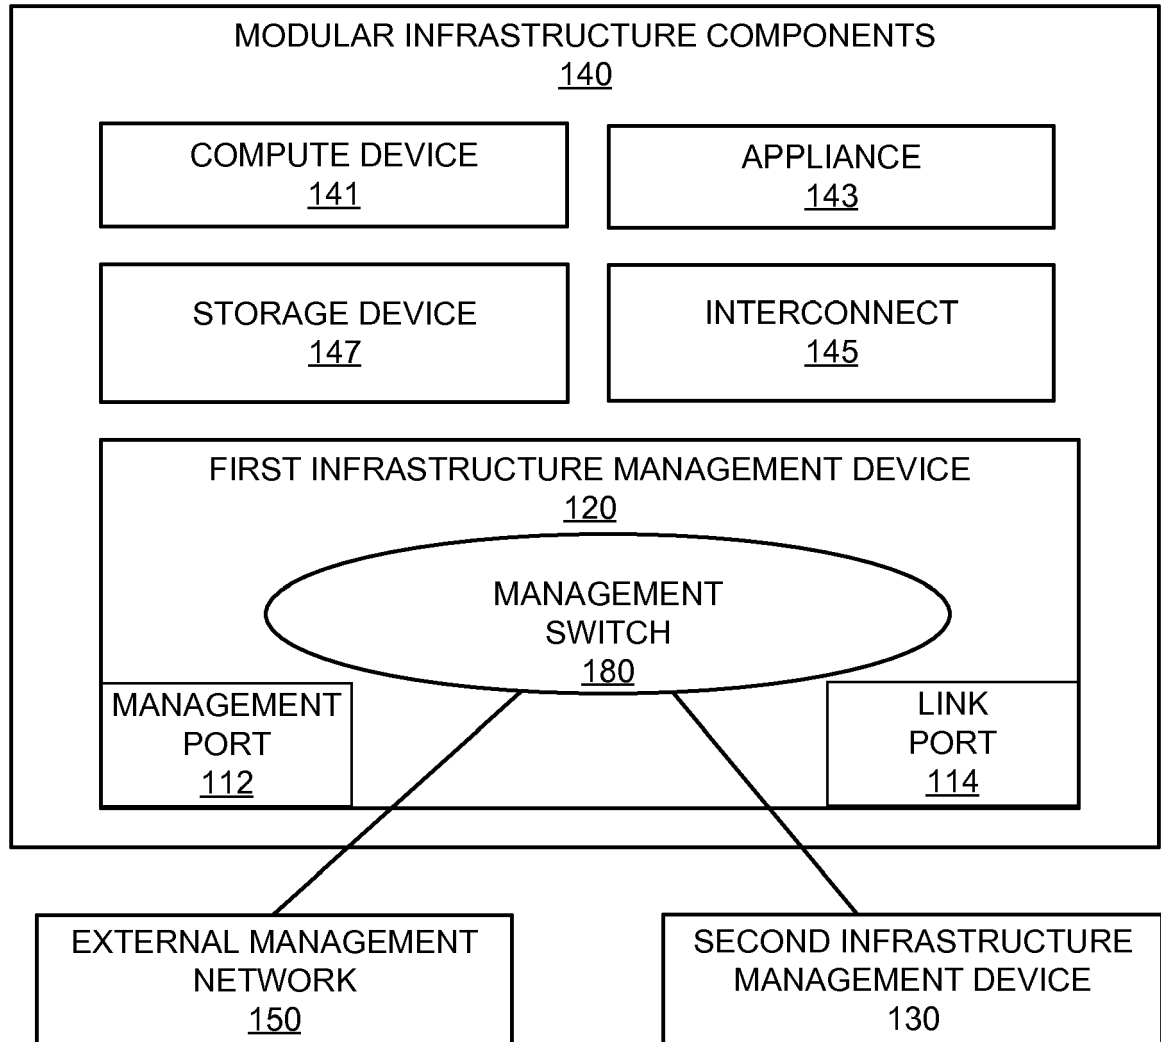 MODULAR INFRASTRUCTURE COMPONENTS
140
COMPUTE DEVICE
141
APPLIANCE
143
STORAGE DEVICE
147
INTERCONNECT
145
FIRST INFRASTRUCTURE MANAGEMENT DEVICE
120
MANAGEMENT
SWITCH
180
MANAGEMENT
PORT
112
LINK
PORT
114
EXTERNAL MANAGEMENT
NETWORK
150
SECOND INFRASTRUCTURE
MANAGEMENT DEVICE
130